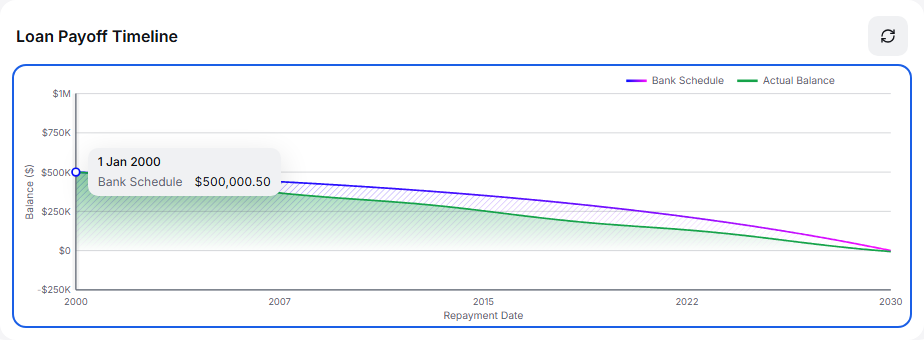 Loan Payoff Timeline
Bank Schedule
Actual Balance
$1M
$750K
$500K
$250K
$0
-$250K
Balance ($)
1 Jan 2000
Bank Schedule $500,000.50
2000 2007 2015 2022 2030
Repayment Date